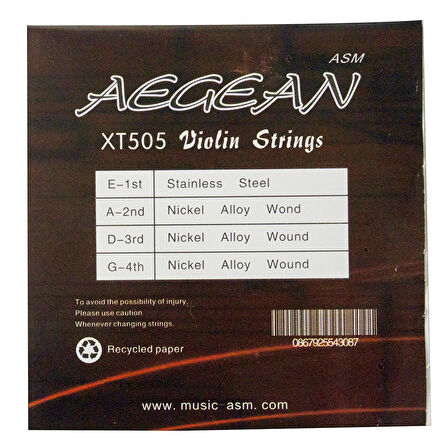 ASM
AEGEAN
XT505 Violin Strings
E-1st Stainless Steel
A-2nd Nickel Alloy Wond
D-3rd Nickel Alloy Wound
G-4th Nickel Alloy Wound
To avoid the possibility of injury,
Please use caution
Whenever changing strings.
Recycled paper
0867925543087
www.music-asm.com